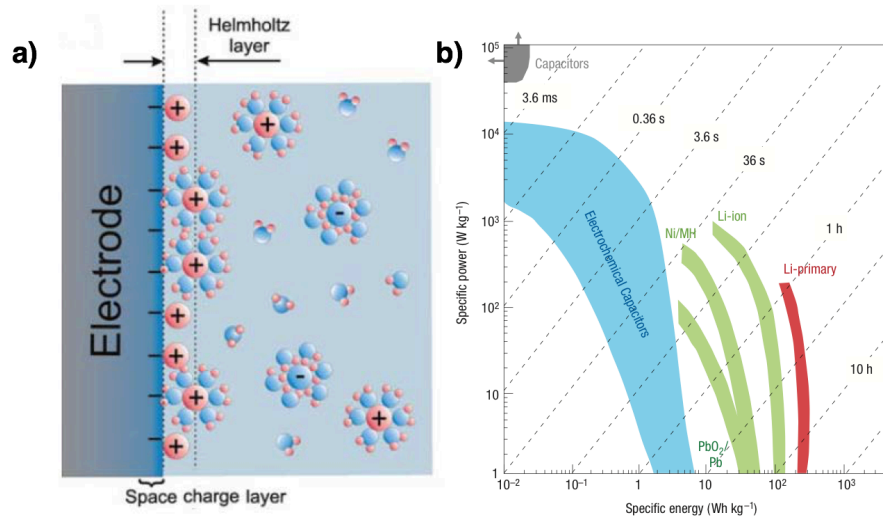 a)
Helmholtz
layer
Electrode
+
+
+
+
+
+
+
+
+
+
-
-
Space charge layer
b)
Specific power (W kg⁻¹)
10⁵
10⁴
10³
10²
10
1
Capacitors
3.6 ms
0.36 s
3.6 s
36 s
1 h
10 h
Electrochemical Capacitors
Ni/MH
Li-ion
Li-primary
PbO₂/
Pb
10⁻²
10⁻¹
1
10
10²
10³
Specific energy (Wh kg⁻¹)